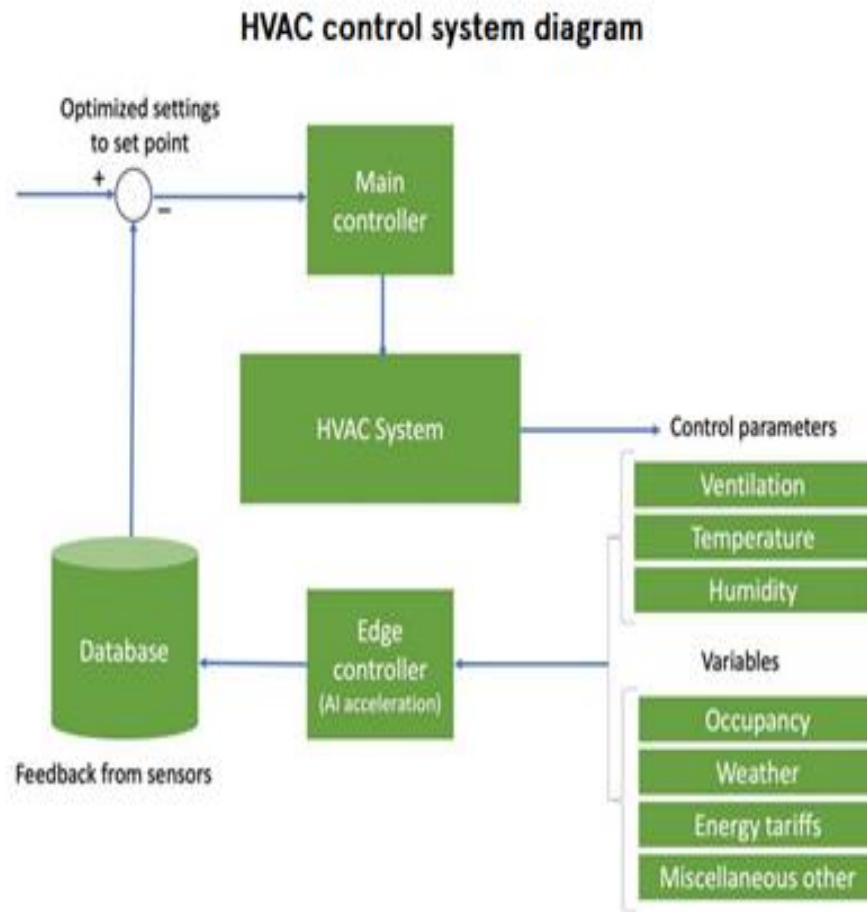 HVAC control system diagram
Optimized settings
to set point
+
−
Main
controller
HVAC System
Control parameters
Ventilation
Temperature
Humidity
Database
Edge
controller
(AI acceleration)
Variables
Occupancy
Weather
Energy tariffs
Miscellaneous other
Feedback from sensors